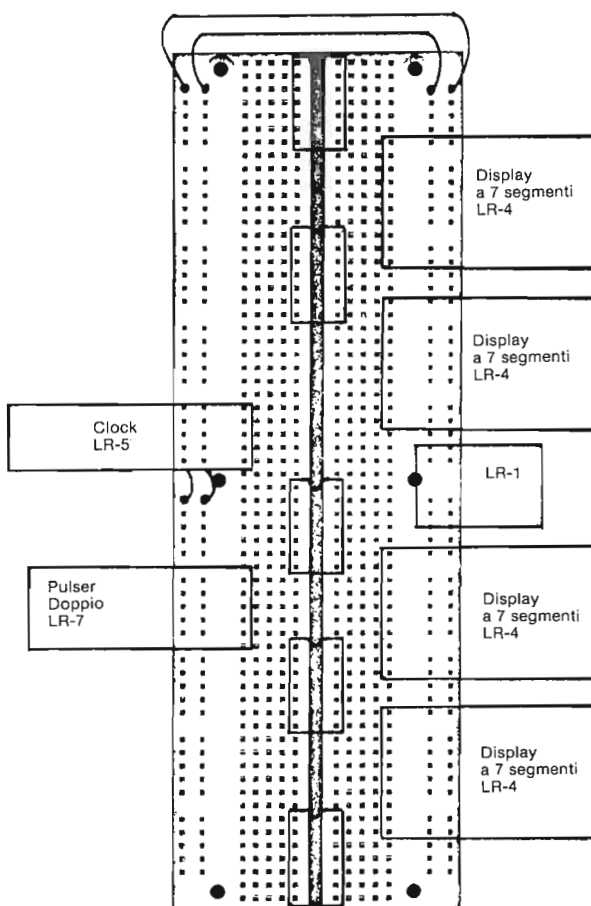 Display
a 7 segmenti
LR-4
Display
a 7 segmenti
LR-4
Clock
LR-5
LR-1
Pulser
Doppio
LR-7
Display
a 7 segmenti
LR-4
Display
a 7 segmenti
LR-4